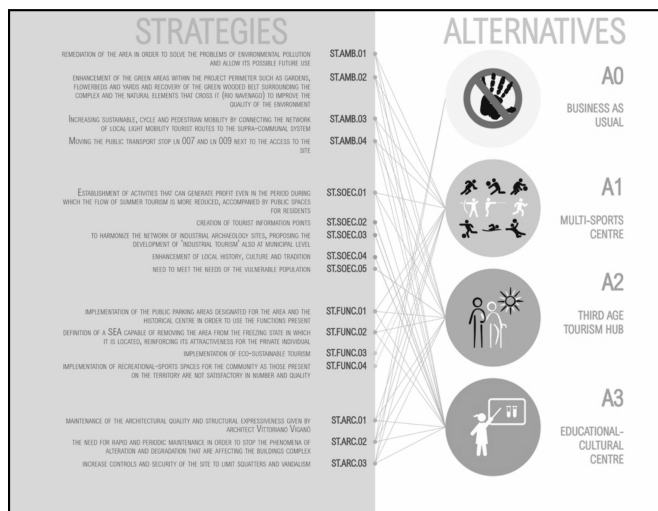 STRATEGIES
REMEDIATION OF THE AREA IN ORDER TO SOLVE THE PROBLEMS OF ENVIRONMENTAL POLLUTION
AND ALLOW ITS POSSIBLE FUTURE USE
ST.AMB.01
ENHANCEMENT OF THE GREEN AREAS WITHIN THE PROJECT PERIMETER SUCH AS GARDENS,
FLOWERBEDS AND YARDS AND RECOVERY OF THE GREEN WOODED BELT SURROUNDING THE
COMPLEX AND THE NATURAL ELEMENTS THAT CROSS IT (RIO NAVENAGO) TO IMPROVE THE
QUALITY OF THE ENVIRONMENT
ST.AMB.02
INCREASING SUSTAINABLE, CYCLE AND PEDESTRIAN MOBILITY BY CONNECTING THE NETWORK
OF LOCAL LIGHT MOBILITY TOURIST ROUTES TO THE SUPRA-COMMUNAL SYSTEM
ST.AMB.03
MOVING THE PUBLIC TRANSPORT STOP LN 007 AND LN 009 NEXT TO THE ACCESS TO THE
SITE
ST.AMB.04
ESTABLISHMENT OF ACTIVITIES THAT CAN GENERATE PROFIT EVEN IN THE PERIOD DURING
WHICH THE FLOW OF SUMMER TOURISM IS MORE REDUCED, ACCOMPANIED BY PUBLIC SPACES
FOR RESIDENTS
ST.SOEC.01
CREATION OF TOURIST INFORMATION POINTS
ST.SOEC.02
TO HARMONIZE THE NETWORK OF INDUSTRIAL ARCHAEOLOGY SITES, PROPOSING THE
DEVELOPMENT OF 'INDUSTRIAL TOURISM' ALSO AT MUNICIPAL LEVEL
ST.SOEC.03
ENHANCEMENT OF LOCAL HISTORY, CULTURE AND TRADITION
ST.SOEC.04
NEED TO MEET THE NEEDS OF THE VULNERABLE POPULATION
ST.SOEC.05
IMPLEMENTATION OF THE PUBLIC PARKING AREAS DESIGNATED FOR THE AREA AND THE
HISTORICAL CENTRE IN ORDER TO USE THE FUNCTIONS PRESENT
ST.FUNC.01
DEFINITION OF A SEA CAPABLE OF REMOVING THE AREA FROM THE FREEZING STATE IN WHICH
IT IS LOCATED, REINFORCING ITS ATTRACTIVENESS FOR THE PRIVATE INDIVIDUAL
ST.FUNC.02
IMPLEMENTATION OF ECO-SUSTAINABLE TOURISM
ST.FUNC.03
IMPLEMENTATION OF RECREATIONAL-SPORTS SPACES FOR THE COMMUNITY AS THOSE PRESENT
ON THE TERRITORY ARE NOT SATISFACTORY IN NUMBER AND QUALITY
ST.FUNC.04
MAINTENANCE OF THE ARCHITECTURAL QUALITY AND STRUCTURAL EXPRESSIVENESS GIVEN BY
ARCHITECT VITTORIANO VIGANÒ
ST.ARC.01
THE NEED FOR RAPID AND PERIODIC MAINTENANCE IN ORDER TO STOP THE PHENOMENA OF
ALTERATION AND DEGRADATION THAT ARE AFFECTING THE BUILDINGS COMPLEX
ST.ARC.02
INCREASE CONTROLS AND SECURITY OF THE SITE TO LIMIT SQUATTERS AND VANDALISM
ST.ARC.03
ALTERNATIVES
A0
BUSINESS AS
USUAL
A1
MULTI-SPORTS
CENTRE
A2
THIRD AGE
TOURISM HUB
A3
EDUCATIONAL-
CULTURAL
CENTRE